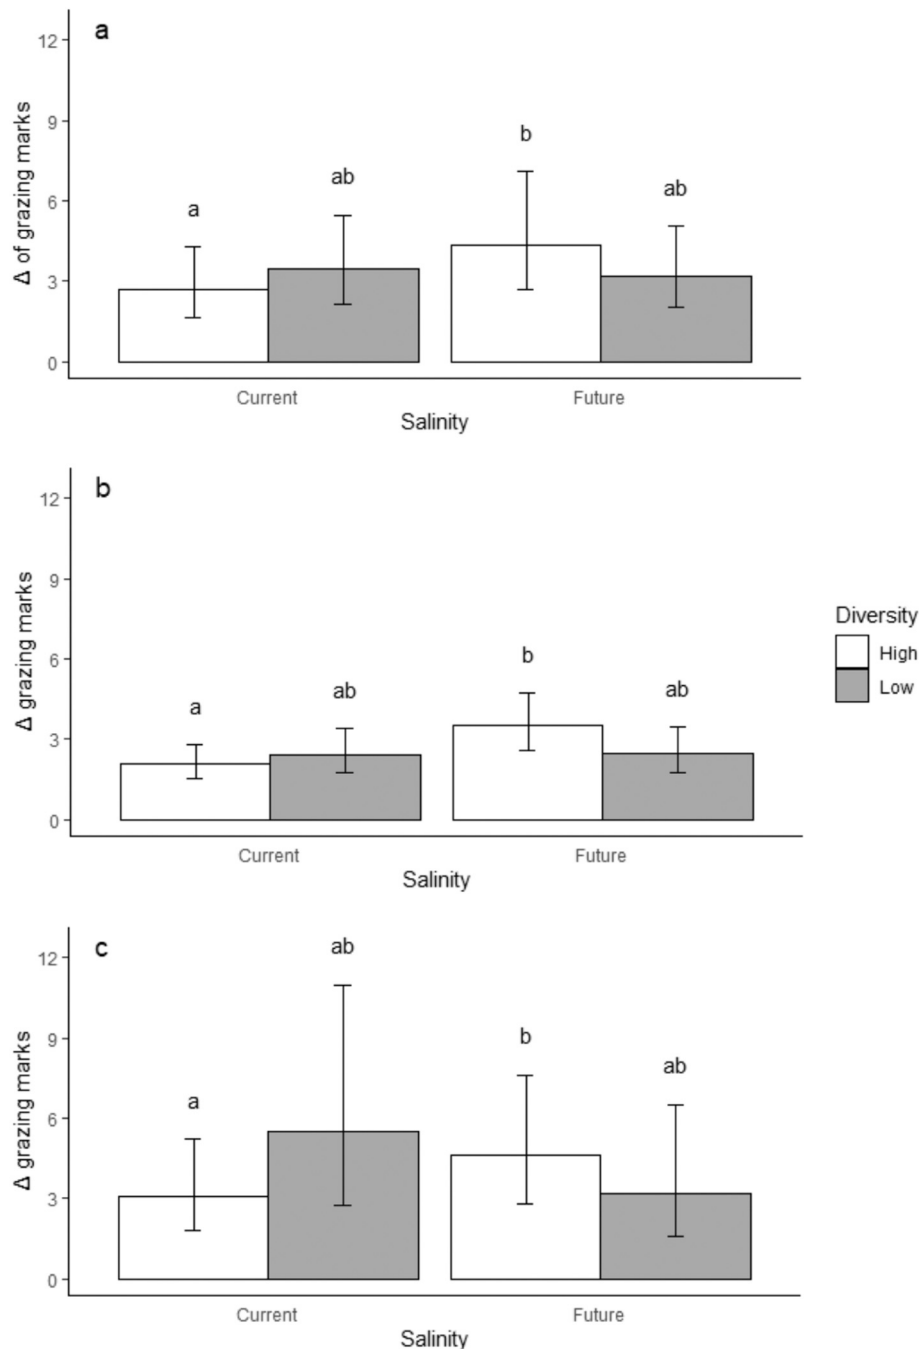 a
12
9
6
3
0
Δ of grazing marks
a
ab
b
ab
Current
Future
Salinity
b
12
9
6
3
0
Δ grazing marks
a
ab
b
ab
Current
Future
Salinity
Diversity
High
Low
c
12
9
6
3
0
Δ grazing marks
a
ab
b
ab
Current
Future
Salinity